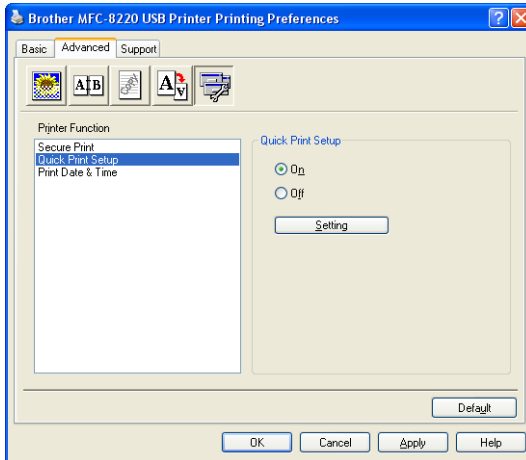 Brother MFC-8220 USB Printer Printing Preferences
Basic Advanced Support
A B A v
Printer Function
Secure Print
Quick Print Setup
Print Date & Time
Quick Print Setup
On
Off
Setting
Default
OK Cancel Apply Help